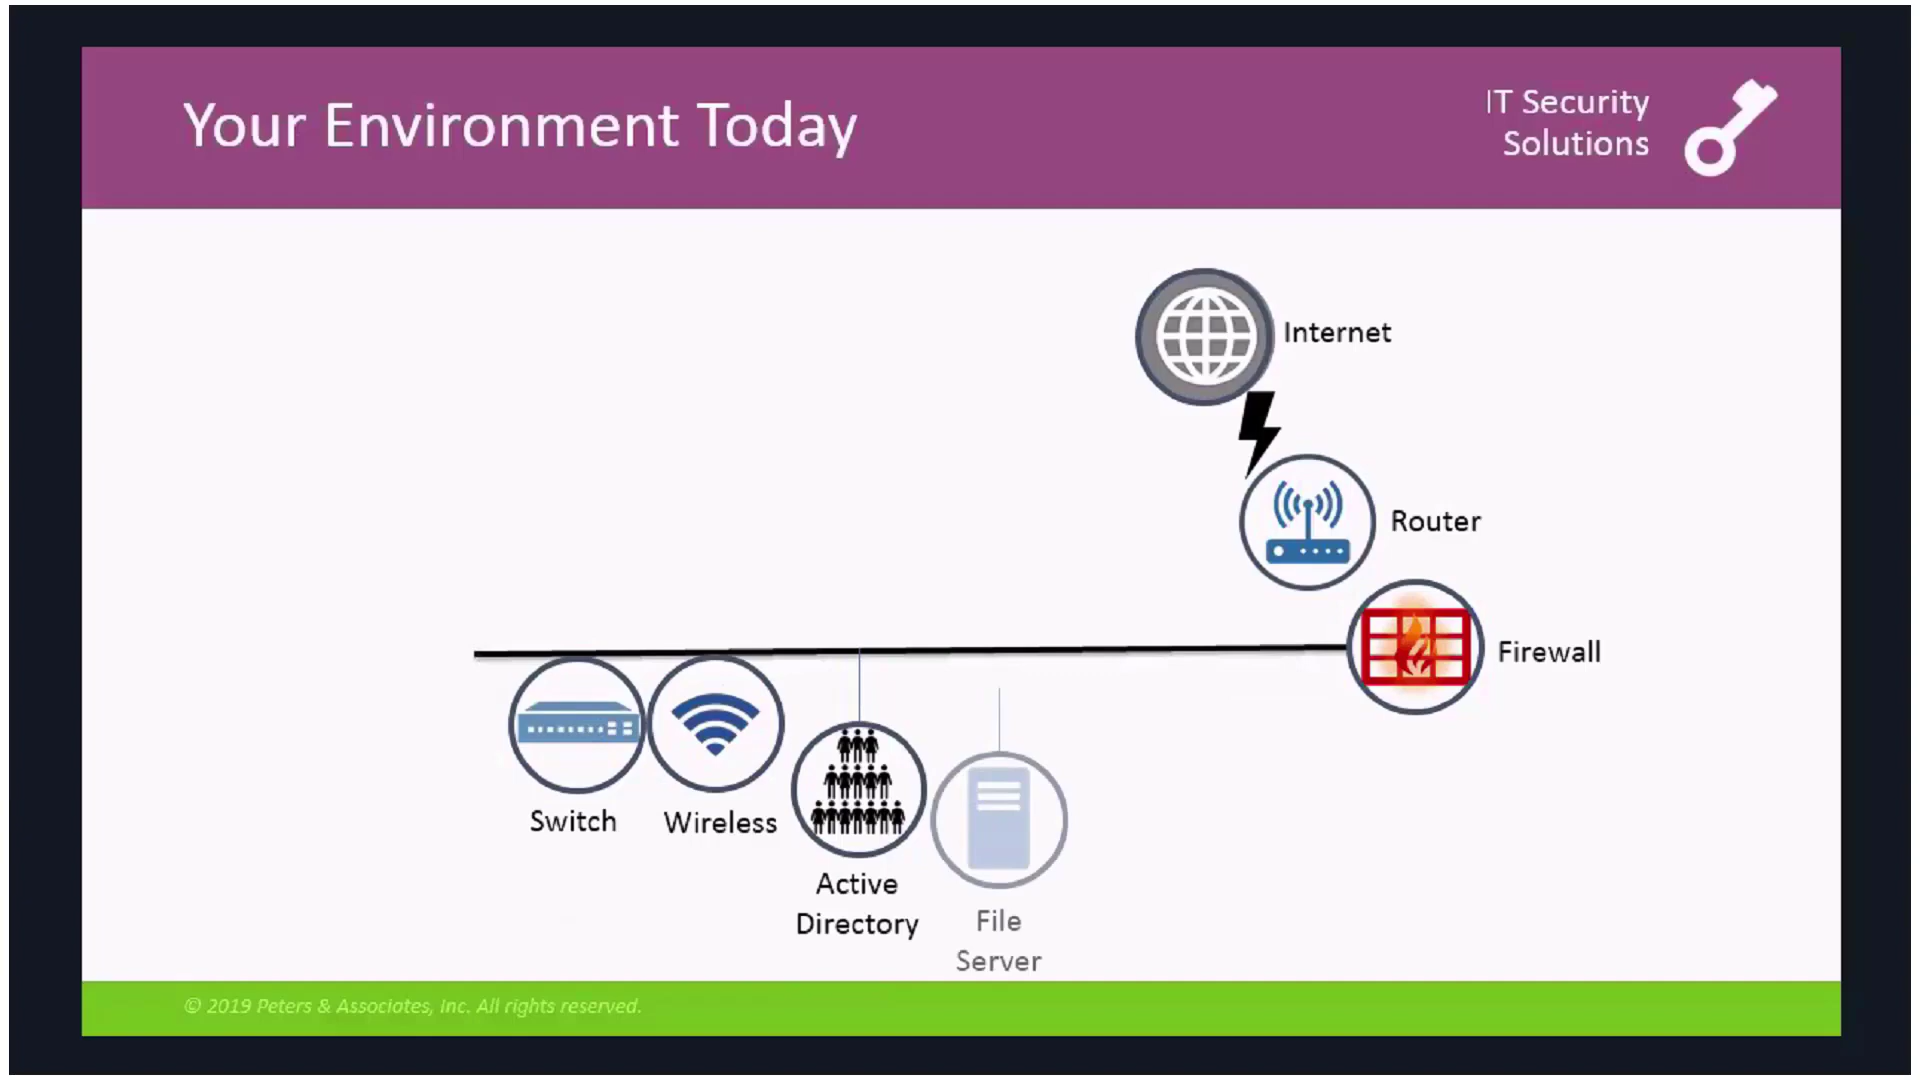 Your Environment Today
IT Security
Solutions
Internet
Router
Firewall
Switch
Wireless
Active
Directory
File
Server
© 2019 Peters & Associates, Inc. All rights reserved.